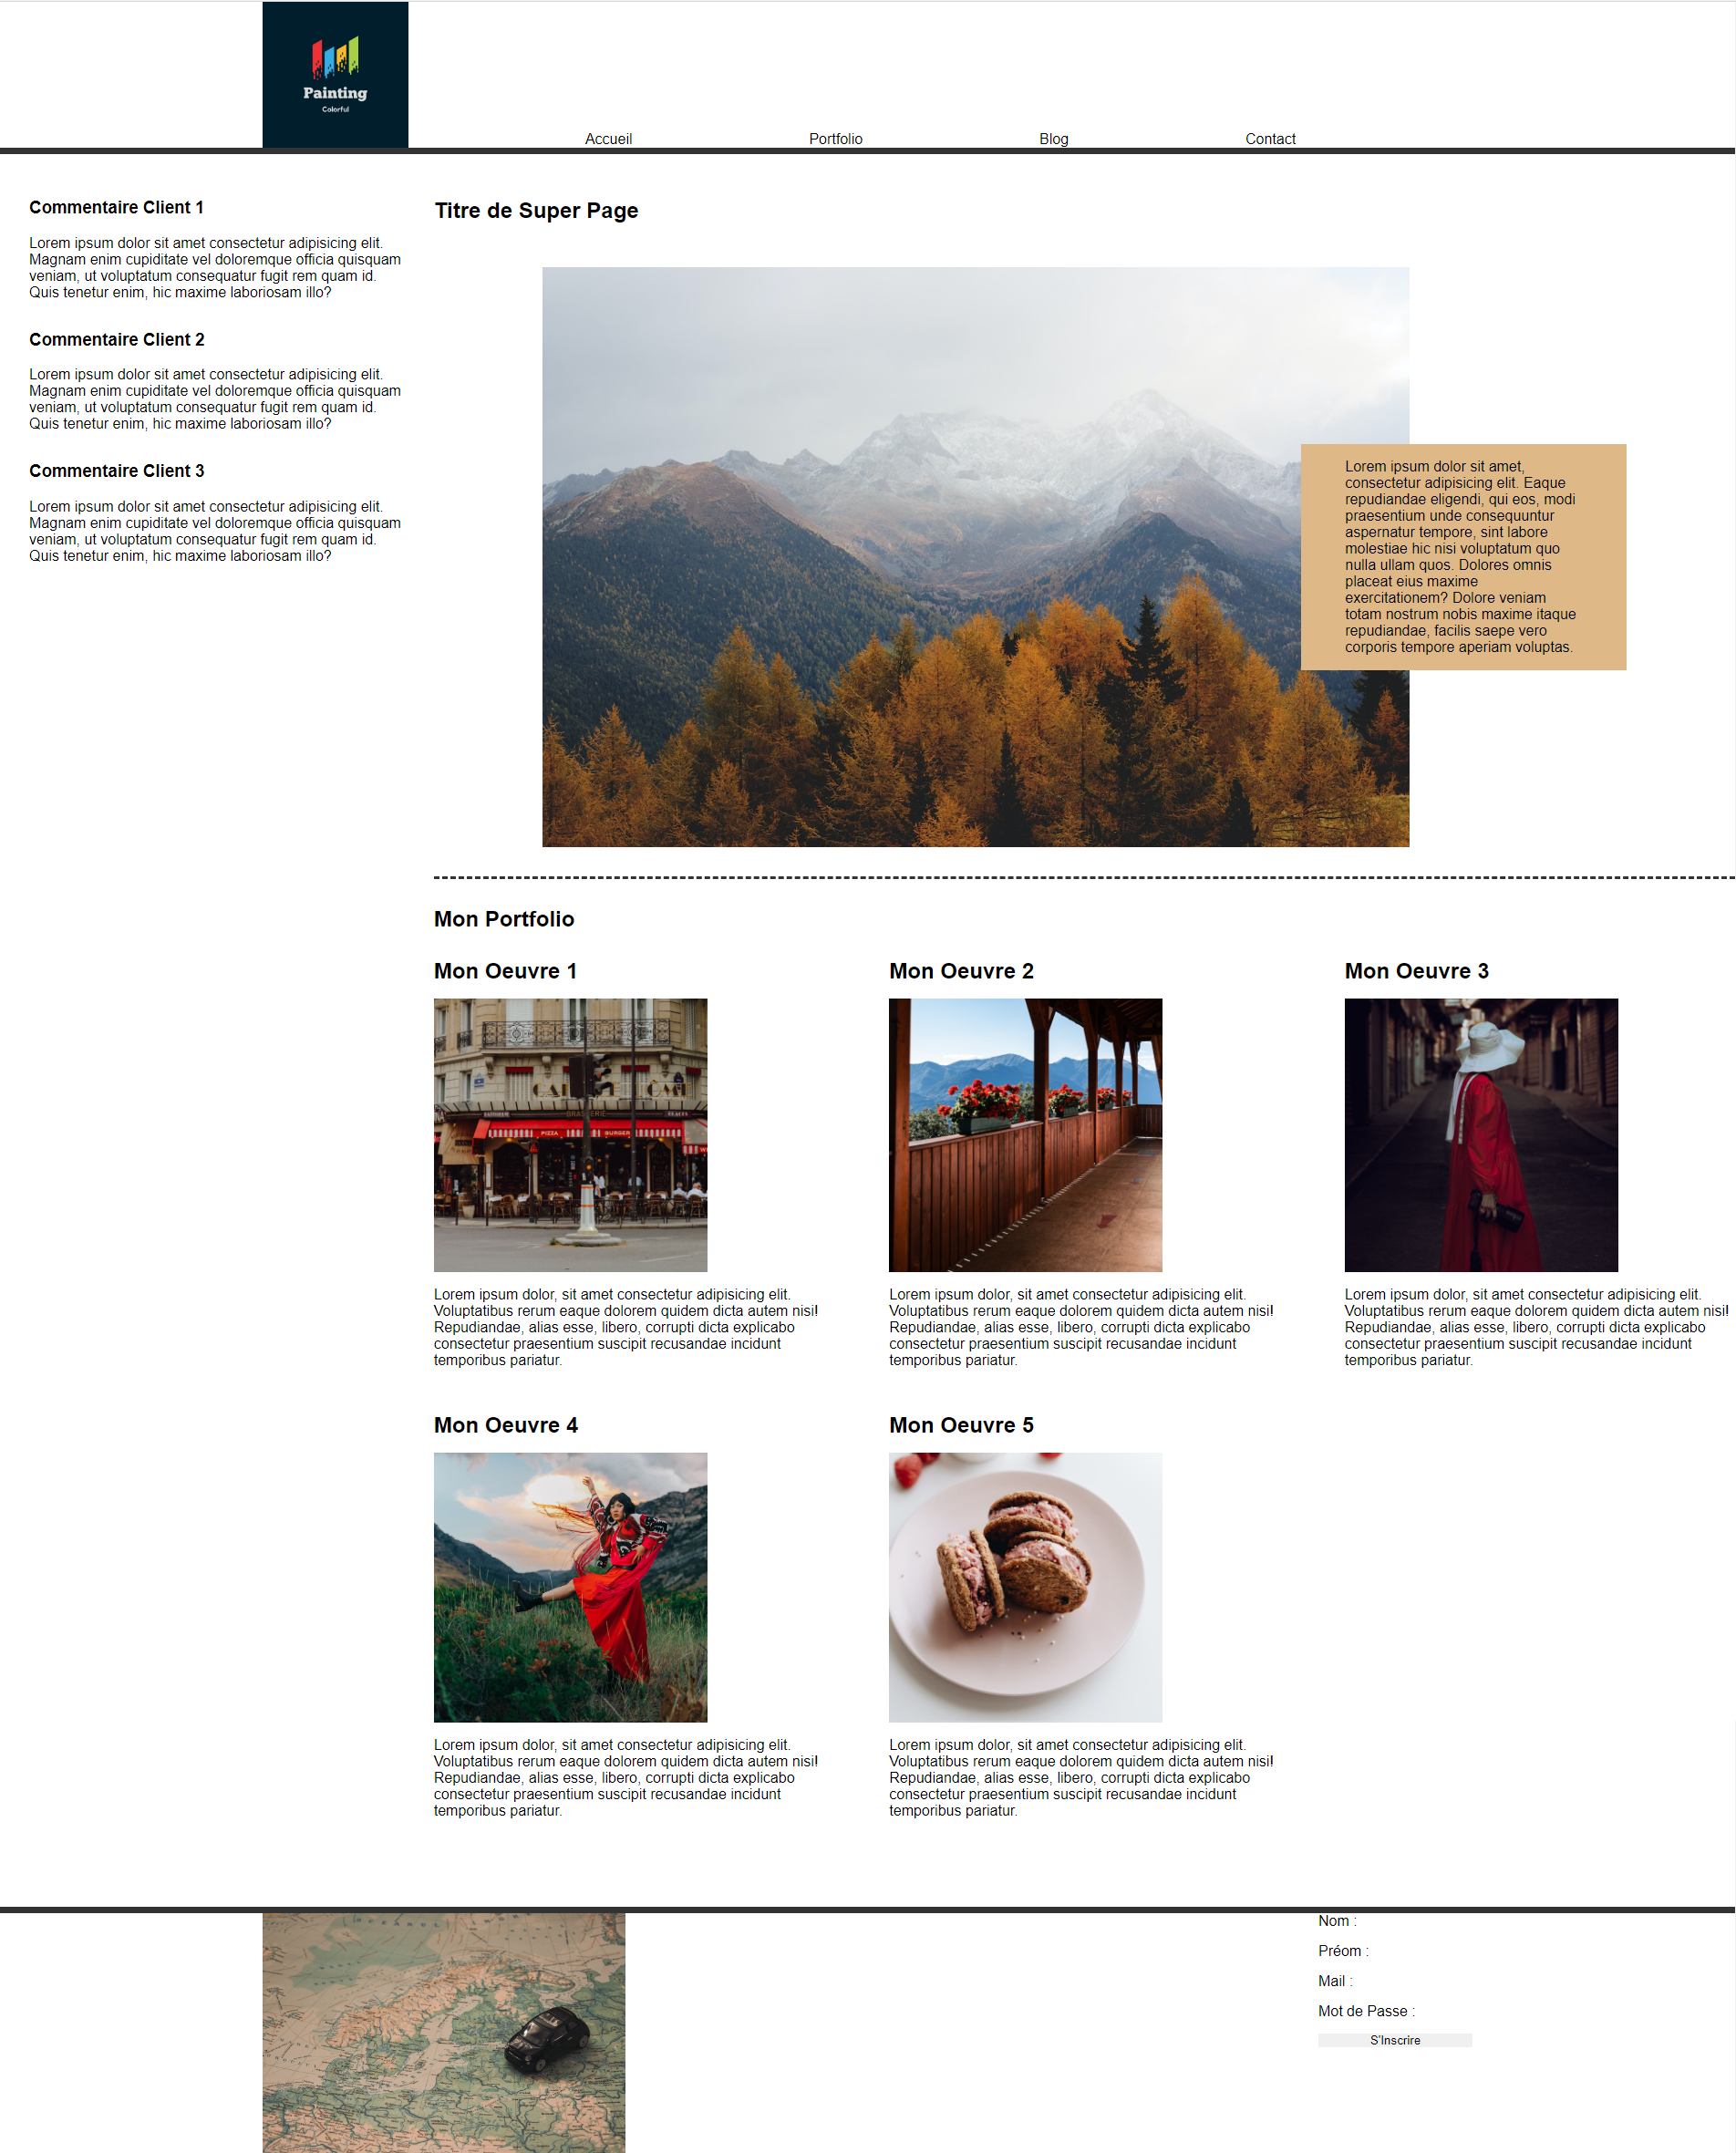 Painting
Colorful
Accueil
Portfolio
Blog
Contact
Commentaire Client 1
Lorem ipsum dolor sit amet consectetur adipisicing elit.
Magnam enim cupiditate vel doloremque officia quisquam
veniam, ut voluptatum consequatur fugit rem quam id.
Quis tenetur enim, hic maxime laboriosam illo?
Commentaire Client 2
Lorem ipsum dolor sit amet consectetur adipisicing elit.
Magnam enim cupiditate vel doloremque officia quisquam
veniam, ut voluptatum consequatur fugit rem quam id.
Quis tenetur enim, hic maxime laboriosam illo?
Commentaire Client 3
Lorem ipsum dolor sit amet consectetur adipisicing elit.
Magnam enim cupiditate vel doloremque officia quisquam
veniam, ut voluptatum consequatur fugit rem quam id.
Quis tenetur enim, hic maxime laboriosam illo?
Titre de Super Page
Lorem ipsum dolor sit amet,
consectetur adipisicing elit. Eaque
repudiandae eligendi, qui eos, modi
praesentium unde consequuntur
aspernatur tempore, sint labore
molestiae hic nisi voluptatum quo
nulla ullam quos. Dolores omnis
placeat eius maxime
exercitationem? Dolore veniam
totam nostrum nobis maxime itaque
repudiandae, facilis saepe vero
corporis tempore aperiam voluptas.
Mon Portfolio
Mon Oeuvre 1
BRASSERIE
PIZZA
BURGER
Lorem ipsum dolor, sit amet consectetur adipisicing elit.
Voluptatibus rerum eaque dolorem quidem dicta autem nisi!
Repudiandae, alias esse, libero, corrupti dicta explicabo
consectetur praesentium suscipit recusandae incidunt
temporibus pariatur.
Mon Oeuvre 2
Lorem ipsum dolor, sit amet consectetur adipisicing elit.
Voluptatibus rerum eaque dolorem quidem dicta autem nisi!
Repudiandae, alias esse, libero, corrupti dicta explicabo
consectetur praesentium suscipit recusandae incidunt
temporibus pariatur.
Mon Oeuvre 3
Lorem ipsum dolor, sit amet consectetur adipisicing elit.
Voluptatibus rerum eaque dolorem quidem dicta autem nisi!
Repudiandae, alias esse, libero, corrupti dicta explicabo
consectetur praesentium suscipit recusandae incidunt
temporibus pariatur.
Mon Oeuvre 4
Lorem ipsum dolor, sit amet consectetur adipisicing elit.
Voluptatibus rerum eaque dolorem quidem dicta autem nisi!
Repudiandae, alias esse, libero, corrupti dicta explicabo
consectetur praesentium suscipit recusandae incidunt
temporibus pariatur.
Mon Oeuvre 5
Lorem ipsum dolor, sit amet consectetur adipisicing elit.
Voluptatibus rerum eaque dolorem quidem dicta autem nisi!
Repudiandae, alias esse, libero, corrupti dicta explicabo
consectetur praesentium suscipit recusandae incidunt
temporibus pariatur.
Nom :
Préom :
Mail :
Mot de Passe :
S'Inscrire